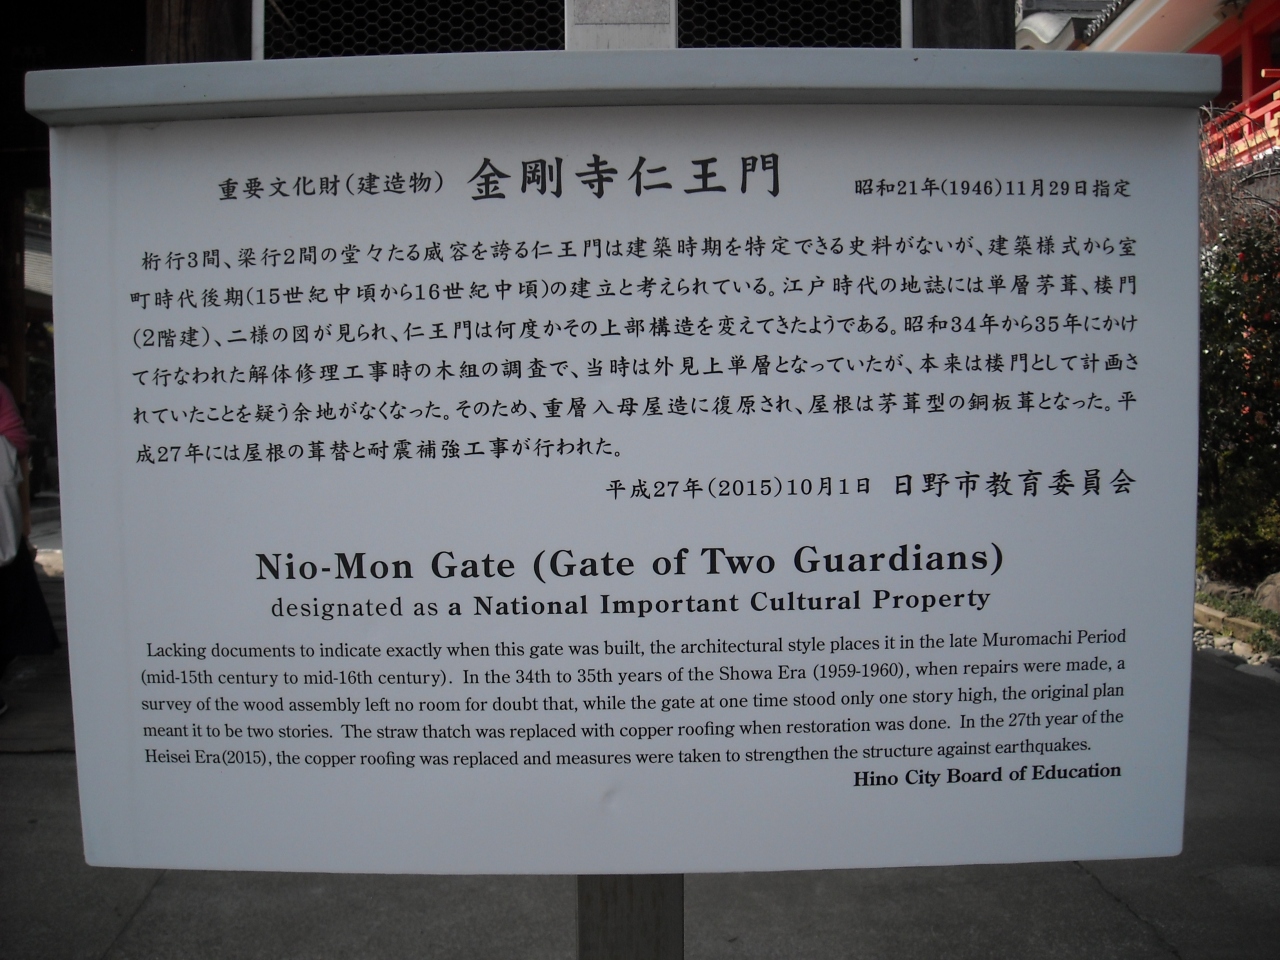 重要文化財(建造物) 金剛寺仁王門 昭和21年(1946)11月29日指定
桁行3間、梁行2間の堂々たる威容を誇る仁王門は建築時期を特定できる史料がないが、建築様式から室
町時代後期(15世紀中頃から16世紀中頃)の建立と考えられている。江戸時代の地誌には単層茅葺、楼門
(2階建)、二様の図が見られ、仁王門は何度かその上部構造を変えてきたようである。昭和34年から35年にかけ
て行なわれた解体修理工事時の木組の調査で、当時は外見上単層となっていたが、本来は楼門として計画さ
れていたことを疑う余地がなくなった。そのため、重層入母屋造に復原され、屋根は茅葺型の銅板葺となった。平
成27年には屋根の葺替と耐震補強工事が行われた。
平成27年(2015)10月1日 日野市教育委員会
Nio-Mon Gate (Gate of Two Guardians)
designated as a National Important Cultural Property
Lacking documents to indicate exactly when this gate was built, the architectural style places it in the late Muromachi Period
(mid-15th century to mid-16th century). In the 34th to 35th years of the Showa Era (1959-1960), when repairs were made, a
survey of the wood assembly left no room for doubt that, while the gate at one time stood only one story high, the original plan
meant it to be two stories. The straw thatch was replaced with copper roofing when restoration was done. In the 27th year of the
Heisei Era(2015), the copper roofing was replaced and measures were taken to strengthen the structure against earthquakes.
Hino City Board of Education